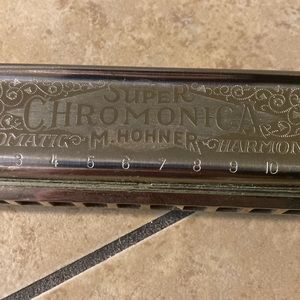 SUPER
CHROMONICA
OMATIC M. HOHNER HARMON
3 4 5 6 7 8 9 10